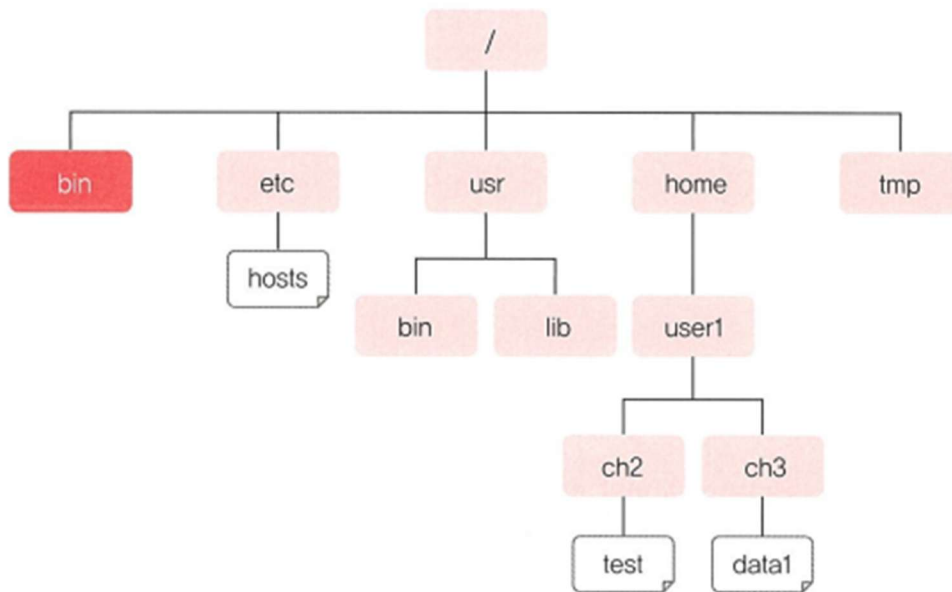 /
bin
etc
usr
home
tmp
hosts
bin
lib
user1
ch2
ch3
test
data1